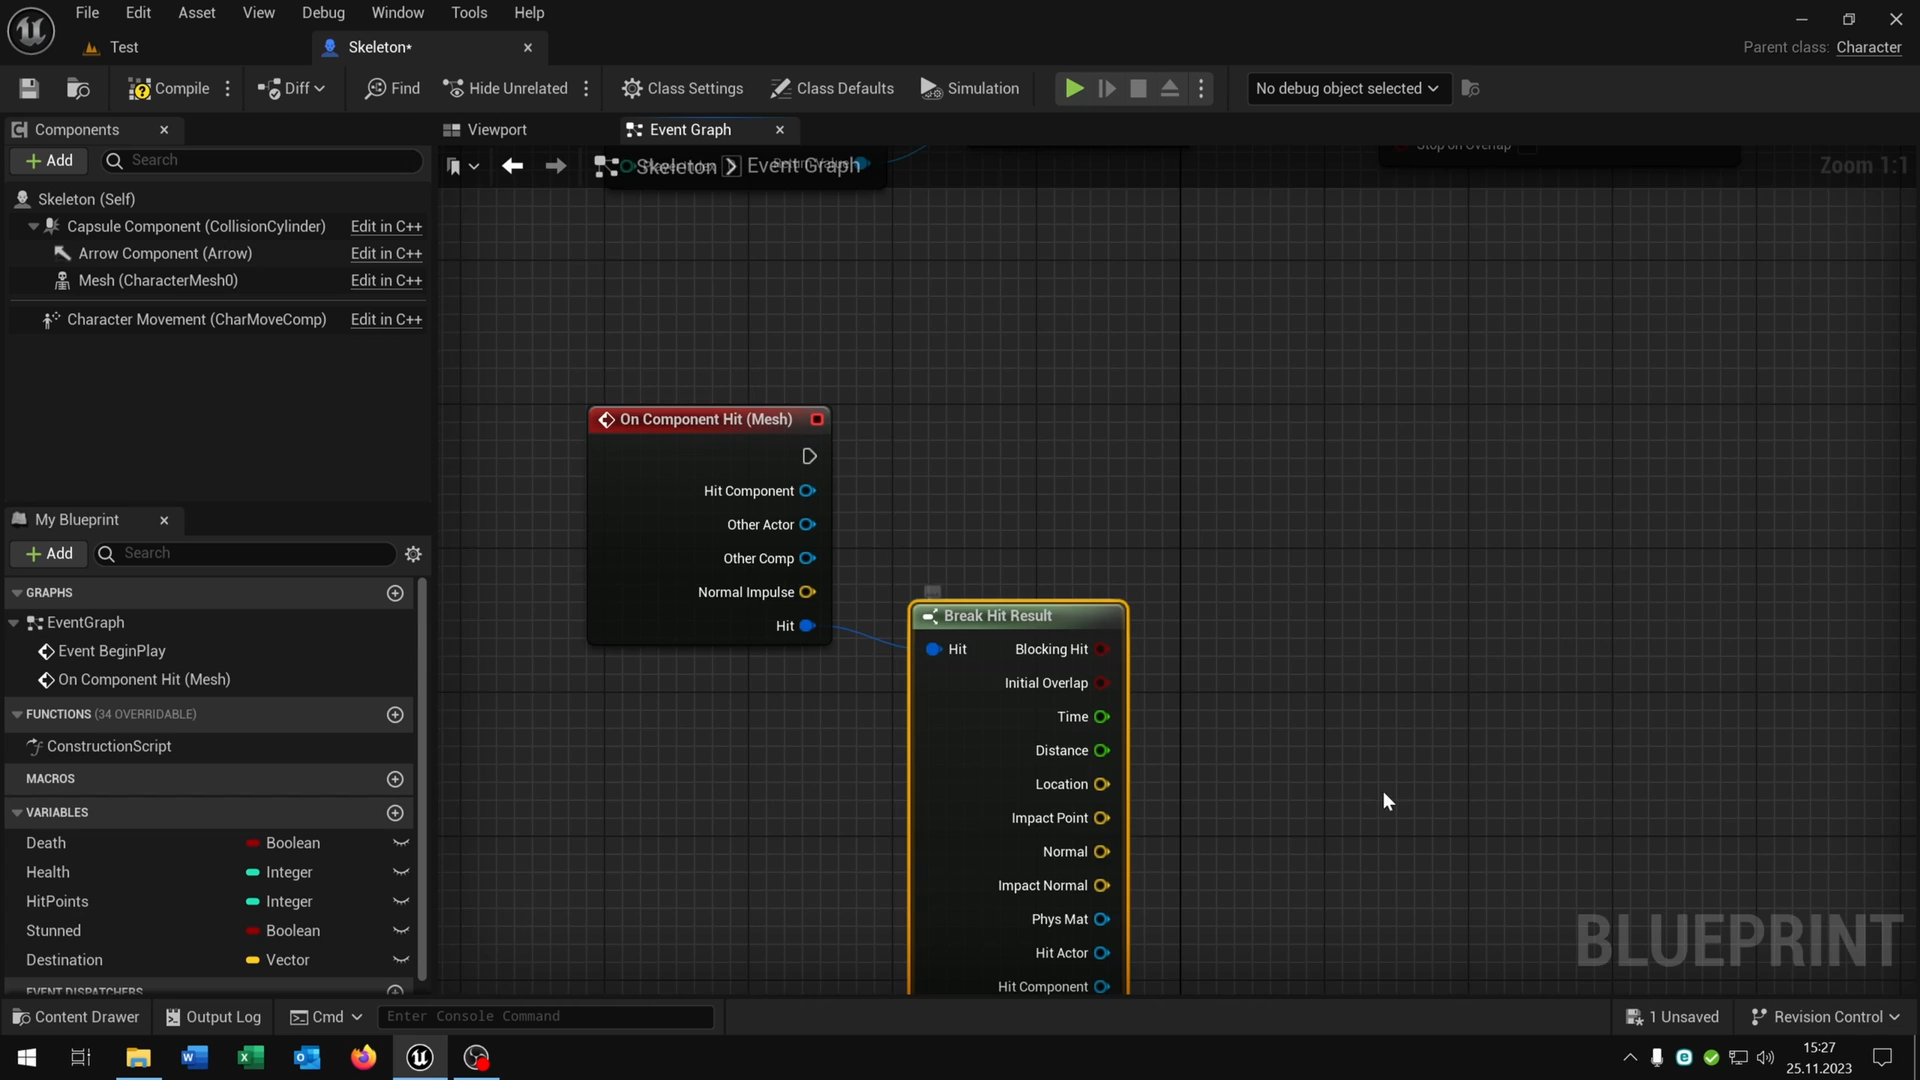 File Edit Asset View Debug Window Tools Help
Test
Skeleton*
Parent class: Character
Compile
Diff
Find
Hide Unrelated
Class Settings
Class Defaults
Simulation
No debug object selected
Components
Add
Search
Skeleton (Self)
Capsule Component (CollisionCylinder) Edit in C++
Arrow Component (Arrow) Edit in C++
Mesh (CharacterMesh0) Edit in C++
Character Movement (CharMoveComp) Edit in C++
My Blueprint
Add
Search
GRAPHS
EventGraph
Event BeginPlay
On Component Hit (Mesh)
FUNCTIONS (34 OVERRIDABLE)
ConstructionScript
MACROS
VARIABLES
Death Boolean
Health Integer
HitPoints Integer
Stunned Boolean
Destination Vector
EVENT DISPATCHERS
Viewport
Event Graph
Skeleton > Event Graph
Stop on Overlap
Zoom 1:1
On Component Hit (Mesh)
Hit Component
Other Actor
Other Comp
Normal Impulse
Hit
Break Hit Result
Hit Blocking Hit
Initial Overlap
Time
Distance
Location
Impact Point
Normal
Impact Normal
Phys Mat
Hit Actor
Hit Component
BLUEPRINT
Content Drawer
Output Log
Cmd
Enter Console Command
1 Unsaved
Revision Control
15:27
25.11.2023